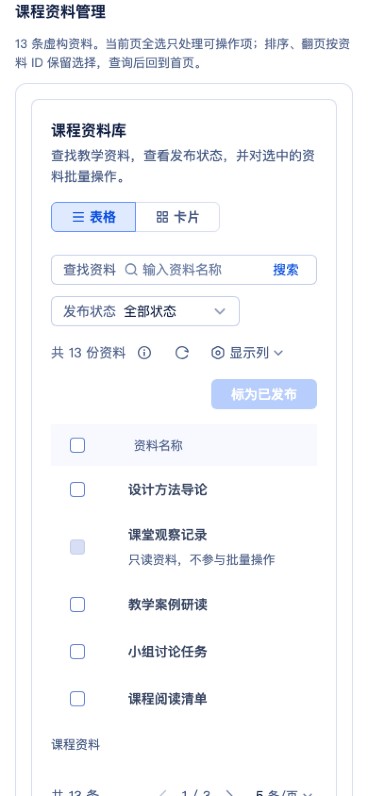 课程资料管理
13 条虚构资料。当前页全选只处理可操作项；排序、翻页按资
料 ID 保留选择，查询后回到首页。
课程资料库
查找教学资料，查看发布状态，并对选中的资
料批量操作。
表格 卡片
查找资料 输入资料名称 搜索
发布状态 全部状态
共 13 份资料 显示列
标为已发布
资料名称
设计方法导论
课堂观察记录
只读资料，不参与批量操作
教学案例研读
小组讨论任务
课程阅读清单
课程资料
共 13 条 1 / 3 5 条/页